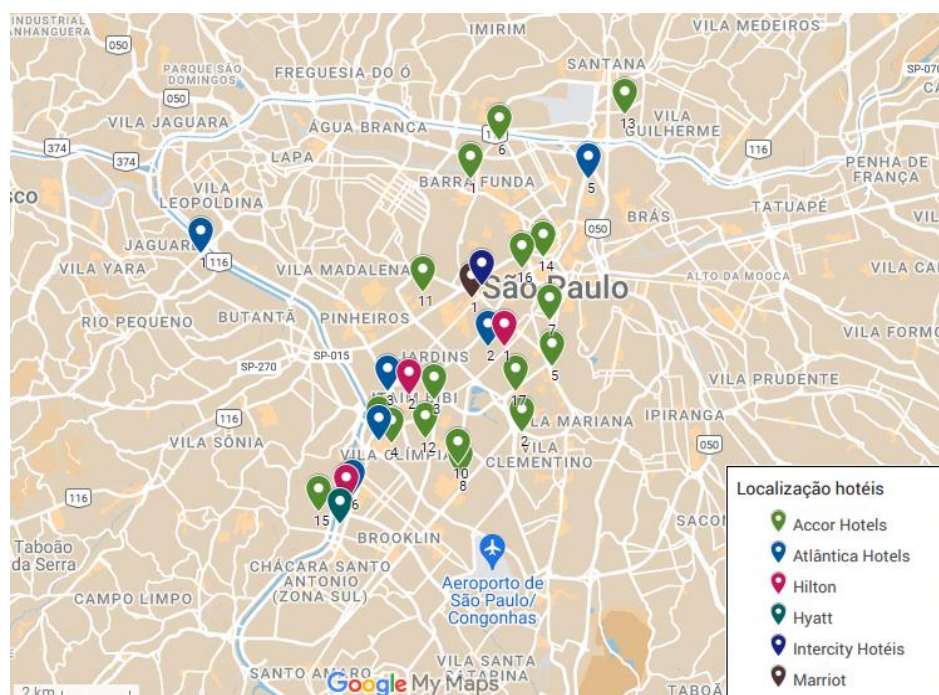 INDUSTRIAL
ANHANGUERA
050
IMIRIM
VILA MEDEIROS
PARQUE SÃO
DOMINGOS
FREGUESIA DO Ó
SANTANA
SP-070
050
13
VILA
GUILHERME
VILA JAGUARA
ÁGUA BRANCA
6
116
374
374
LAPA
1
BARRA FUNDA
5
PENHA DE
FRANÇA
VILA
LEOPOLDINA
BRÁS
TATUAPÉ
sco
JAGUARÉ
1
116
050
14
16
VILA YARA
VILA MADALENA
11
1
São Paulo
ALTO DA MOOCA
VILA CA
RIO PEQUENO
BUTANTÃ
PINHEIROS
7
VILA FORMO
SP-015
2
1
JARDINS
5
SP-270
3
2
ITAIM BIBI
3
17
VILA PRUDENTE
116
VILA MARIANA
IPIRANGA
4
12
2
VILA SÔNIA
VILA OLÍMPIA
10
8
VILA
CLEMENTINO
050
116
15
6
SACOM
BROOKLIN
Taboão
da Serra
CHÁCARA SANTO
ANTONIO
(ZONA SUL)
CAMPO LIMPO
Aeroporto de
São Paulo/
Congonhas
SANTO AMARO
VILA SANTA
CATARINA
TABOÃ
2 km
Google My Maps
Localização hotéis
Accor Hotels
Atlântica Hotels
Hilton
Hyatt
Intercity Hotéis
Marriot